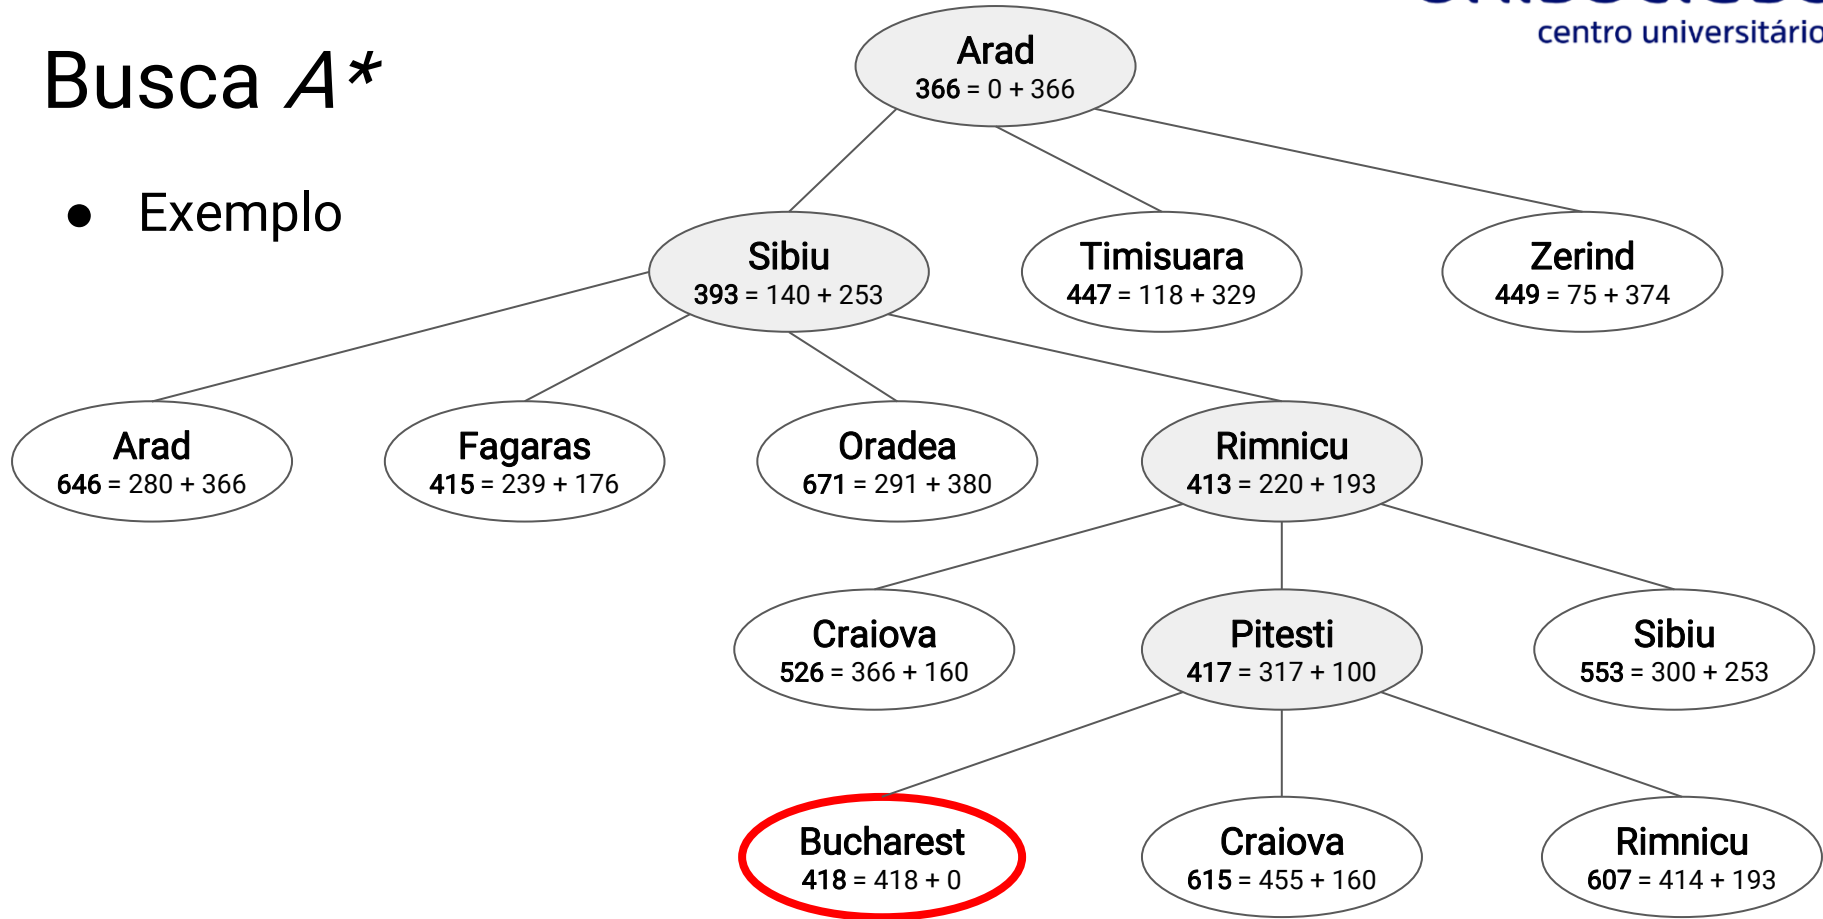 centro universitário
Busca A*
● Exemplo
Arad
366 = 0 + 366
Sibiu
393 = 140 + 253
Timisuara
447 = 118 + 329
Zerind
449 = 75 + 374
Arad
646 = 280 + 366
Fagaras
415 = 239 + 176
Oradea
671 = 291 + 380
Rimnicu
413 = 220 + 193
Craiova
526 = 366 + 160
Pitesti
417 = 317 + 100
Sibiu
553 = 300 + 253
Bucharest
418 = 418 + 0
Craiova
615 = 455 + 160
Rimnicu
607 = 414 + 193